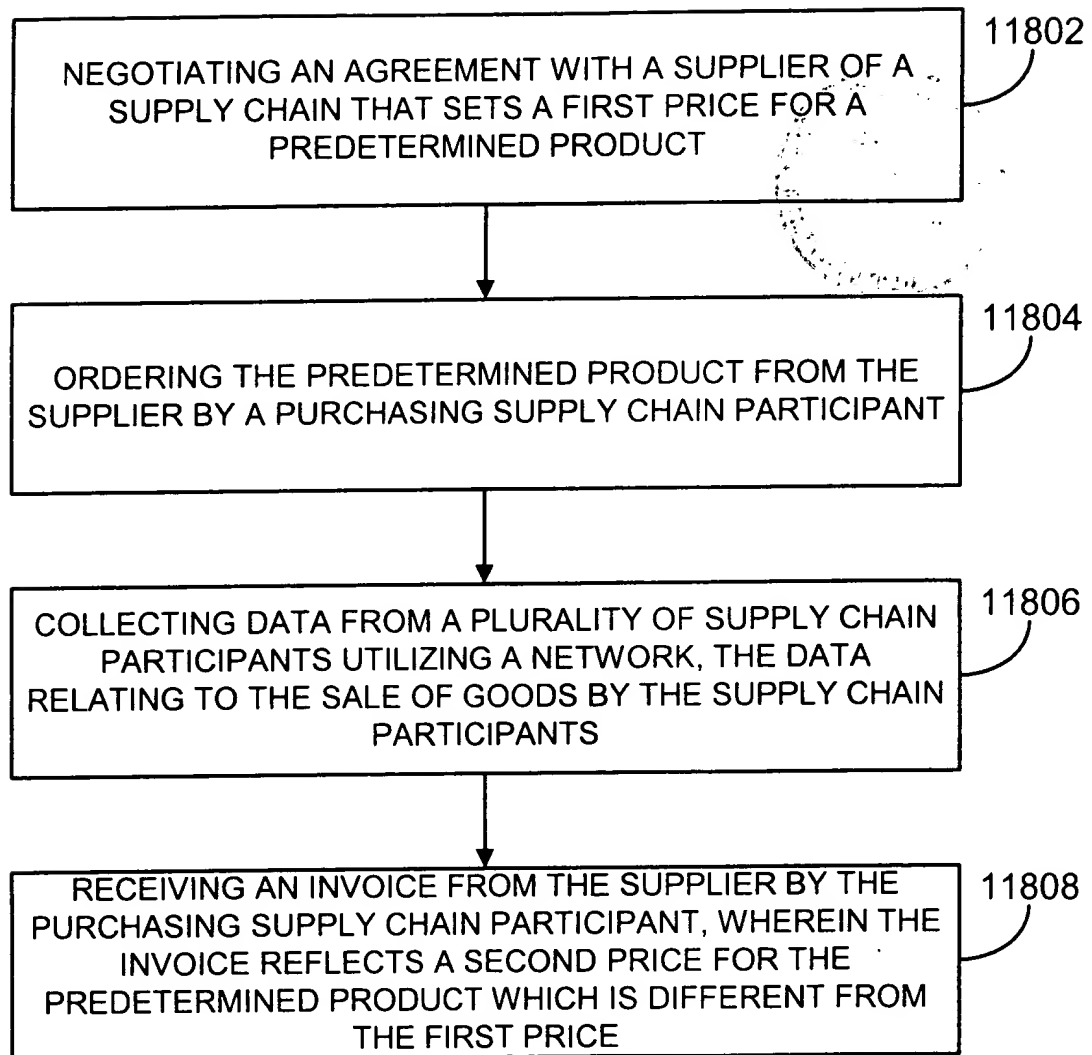 11802
NEGOTIATING AN AGREEMENT WITH A SUPPLIER OF A
SUPPLY CHAIN THAT SETS A FIRST PRICE FOR A
PREDETERMINED PRODUCT
11804
ORDERING THE PREDETERMINED PRODUCT FROM THE
SUPPLIER BY A PURCHASING SUPPLY CHAIN PARTICIPANT
11806
COLLECTING DATA FROM A PLURALITY OF SUPPLY CHAIN
PARTICIPANTS UTILIZING A NETWORK, THE DATA
RELATING TO THE SALE OF GOODS BY THE SUPPLY CHAIN
PARTICIPANTS
11808
RECEIVING AN INVOICE FROM THE SUPPLIER BY THE
PURCHASING SUPPLY CHAIN PARTICIPANT, WHEREIN THE
INVOICE REFLECTS A SECOND PRICE FOR THE
PREDETERMINED PRODUCT WHICH IS DIFFERENT FROM
THE FIRST PRICE